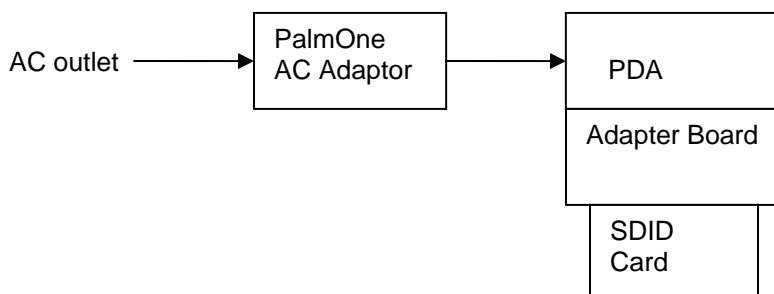 AC outlet
PalmOne
AC Adaptor
PDA
Adapter Board
SDID
Card